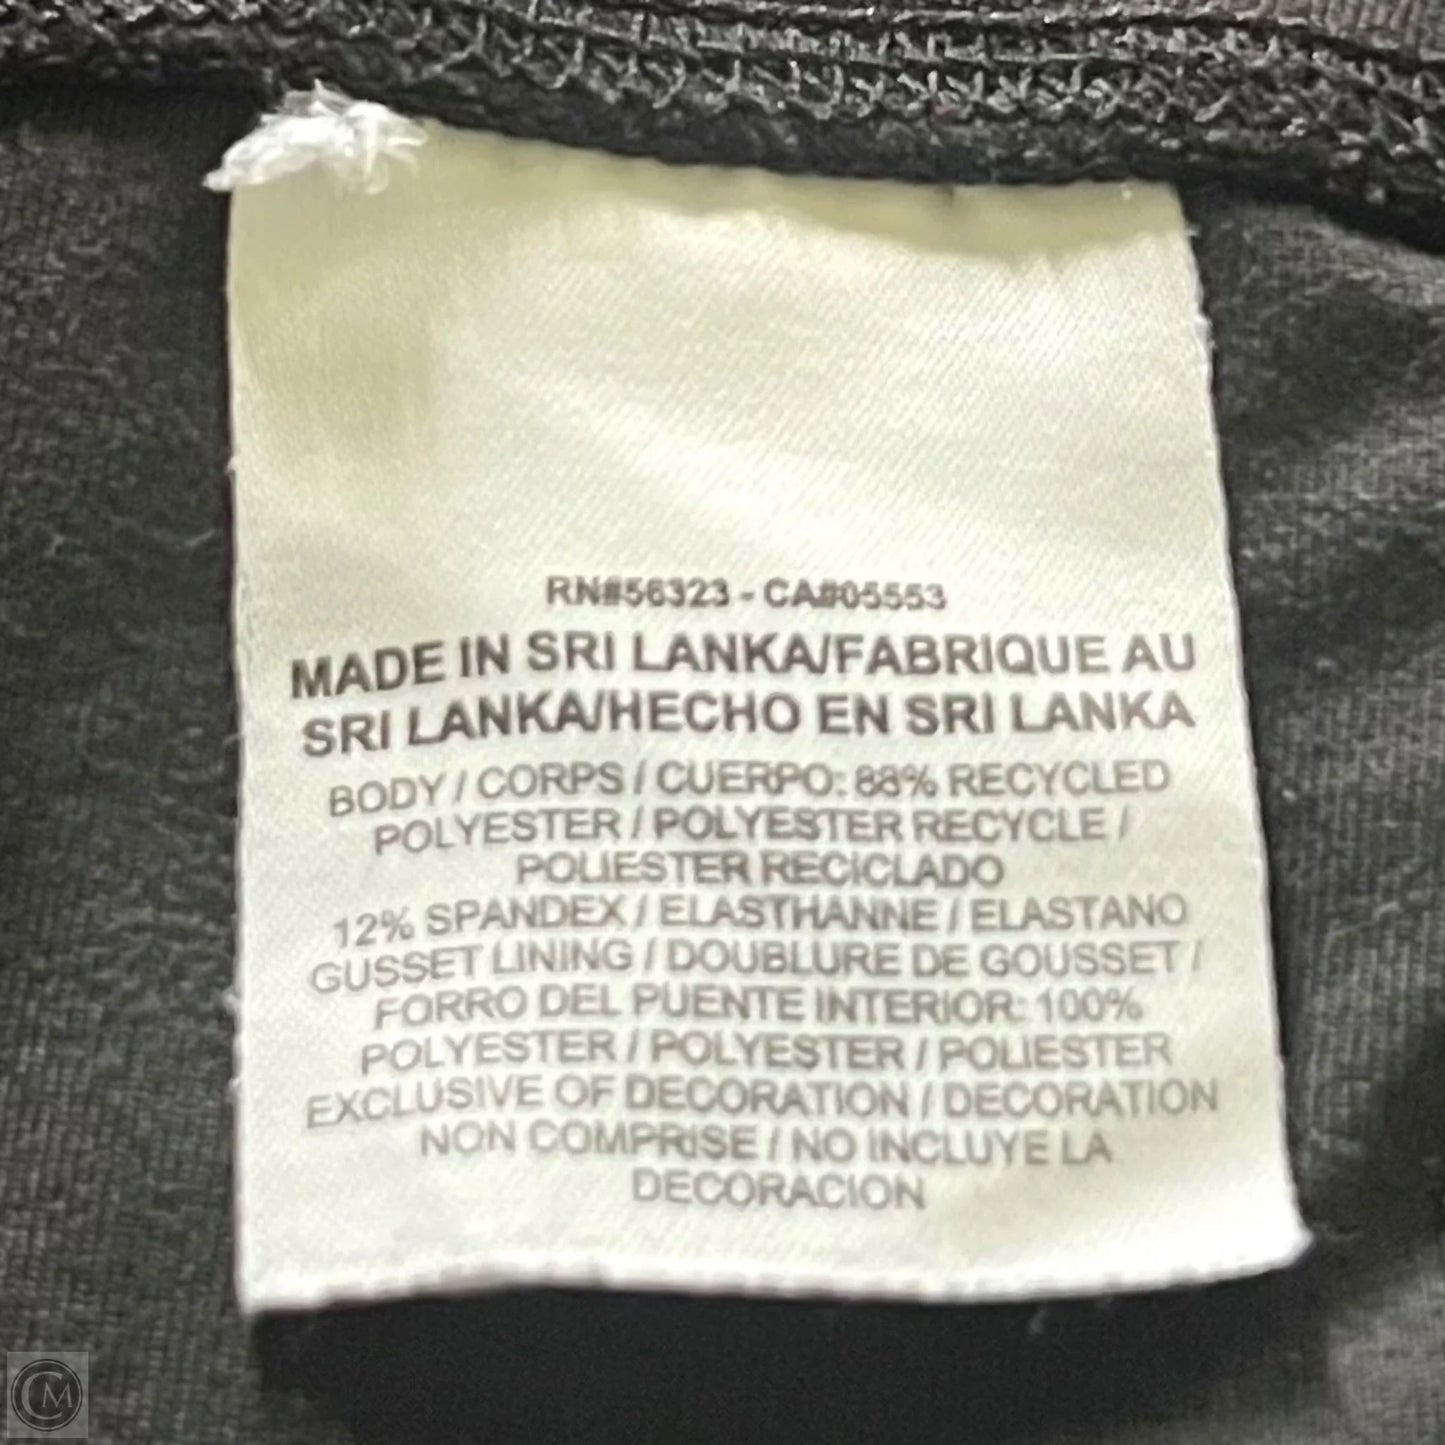 RN#56323 - CA#05553
MADE IN SRI LANKA/FABRIQUE AU
SRI LANKA/HECHO EN SRI LANKA
BODY / CORPS / CUERPO: 88% RECYCLED
POLYESTER / POLYESTER RECYCLE /
POLIESTER RECICLADO
12% SPANDEX / ELASTHANNE / ELASTANO
GUSSET LINING / DOUBLURE DE GOUSSET /
FORRO DEL PUENTE INTERIOR: 100%
POLYESTER / POLYESTER / POLIESTER
EXCLUSIVE OF DECORATION / DECORATION
NON COMPRISE / NO INCLUYE LA
DECORACION
CM